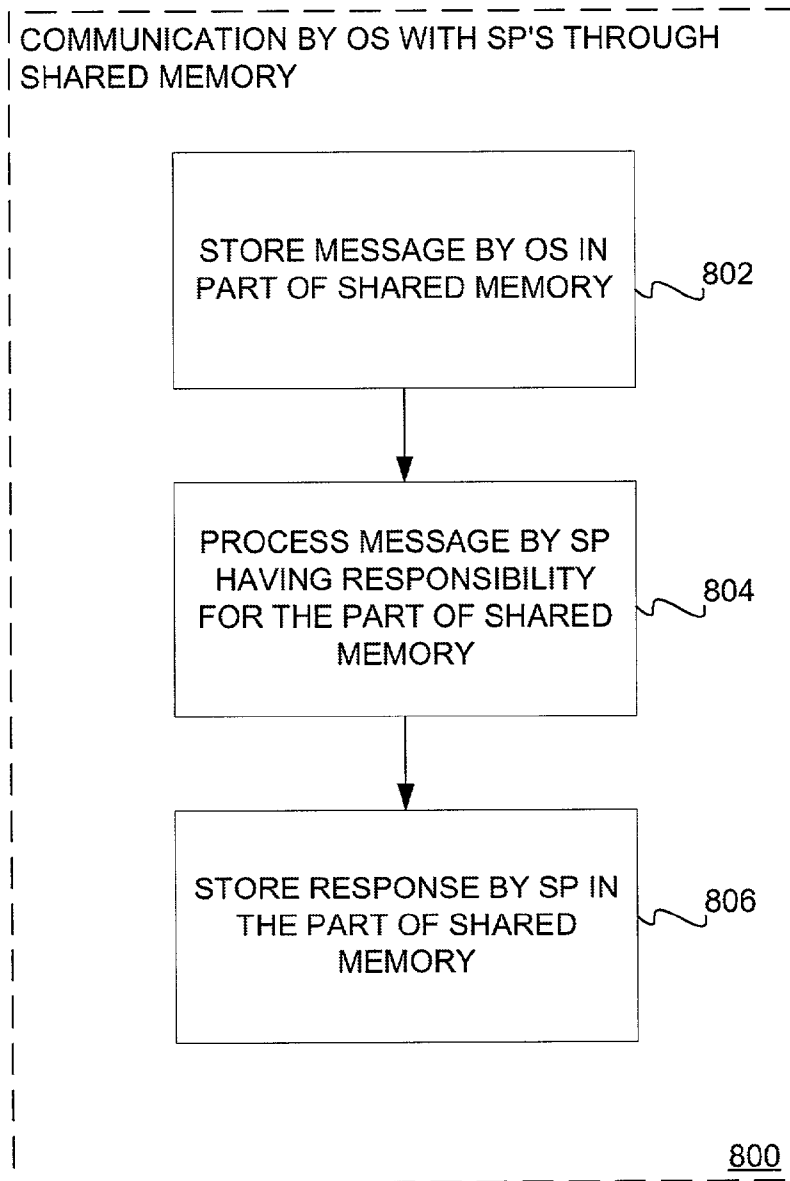 COMMUNICATION BY OS WITH SP'S THROUGH
SHARED MEMORY
STORE MESSAGE BY OS IN
PART OF SHARED MEMORY
802
PROCESS MESSAGE BY SP
HAVING RESPONSIBILITY
FOR THE PART OF SHARED
MEMORY
804
STORE RESPONSE BY SP IN
THE PART OF SHARED
MEMORY
806
800